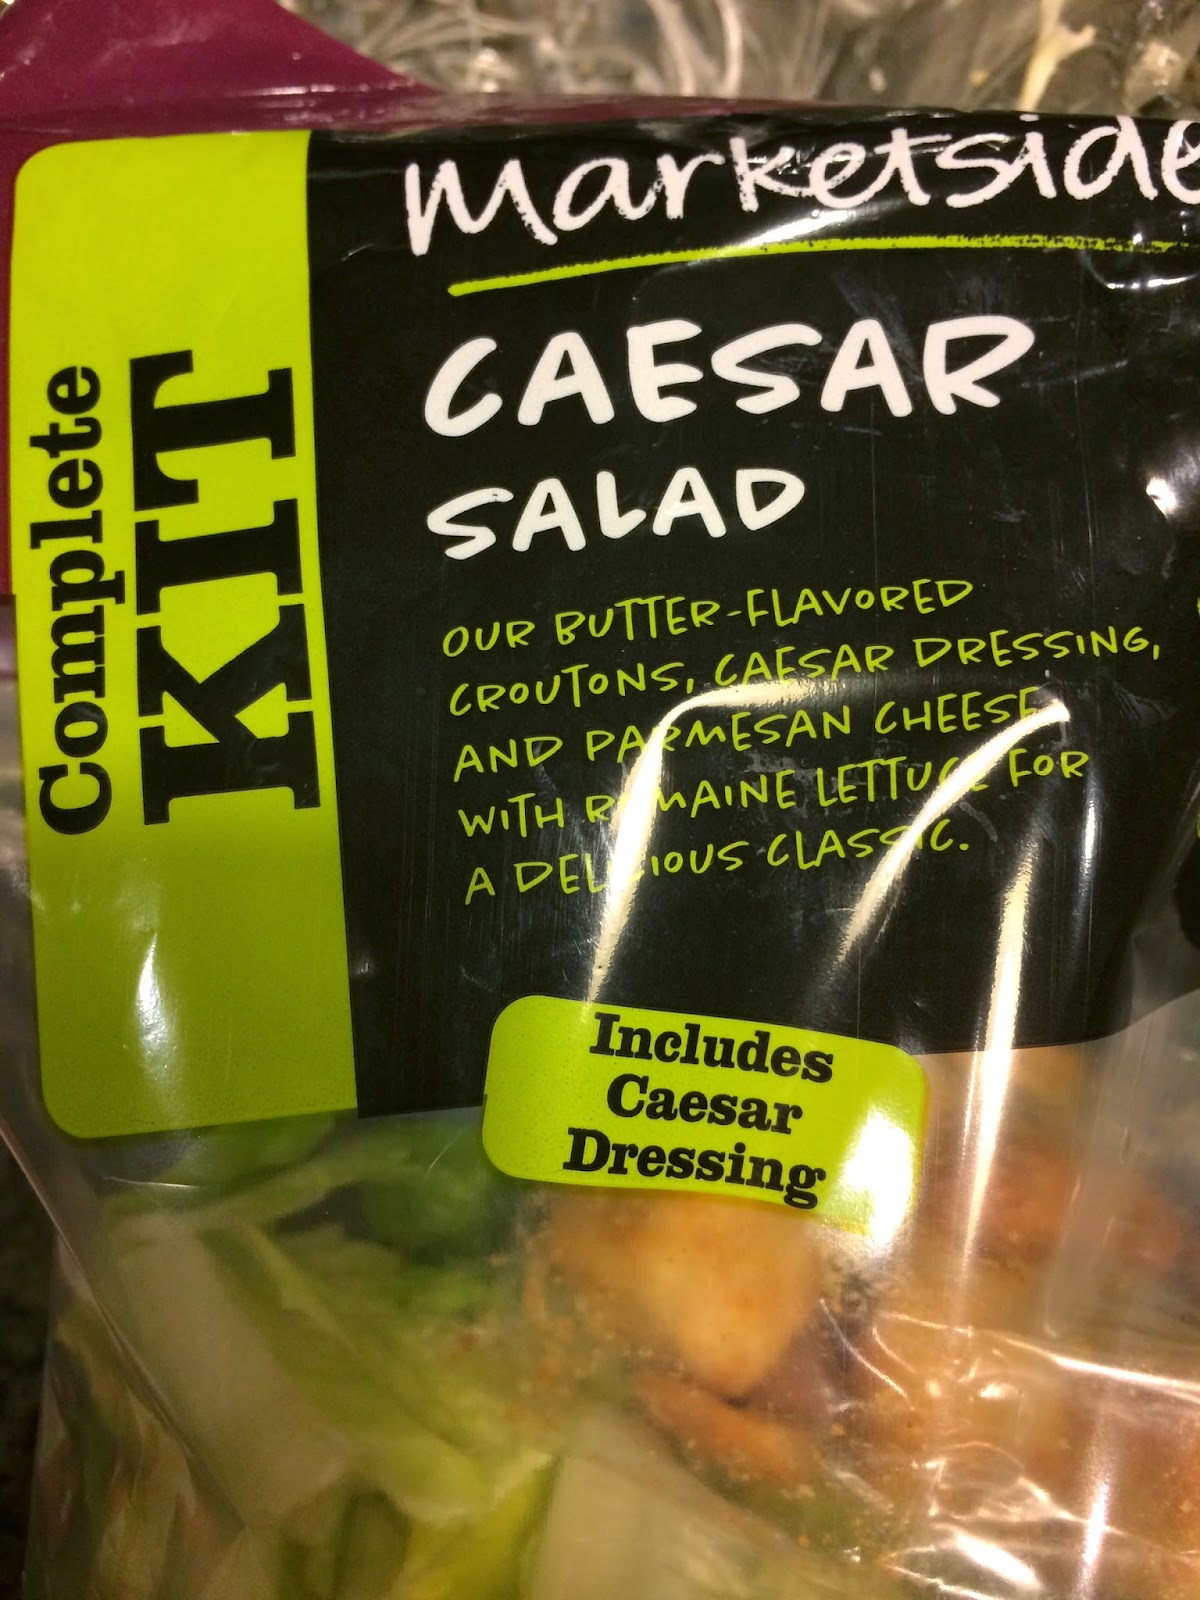 Marketside
CAESAR
SALAD
OUR BUTTER-FLAVORED
CROUTONS, CAESAR DRESSING,
AND PARMESAN CHEESE
WITH ROMAINE LETTUCE FOR
A DELICIOUS CLASSIC.
Complete
KIT
Includes
Caesar
Dressing